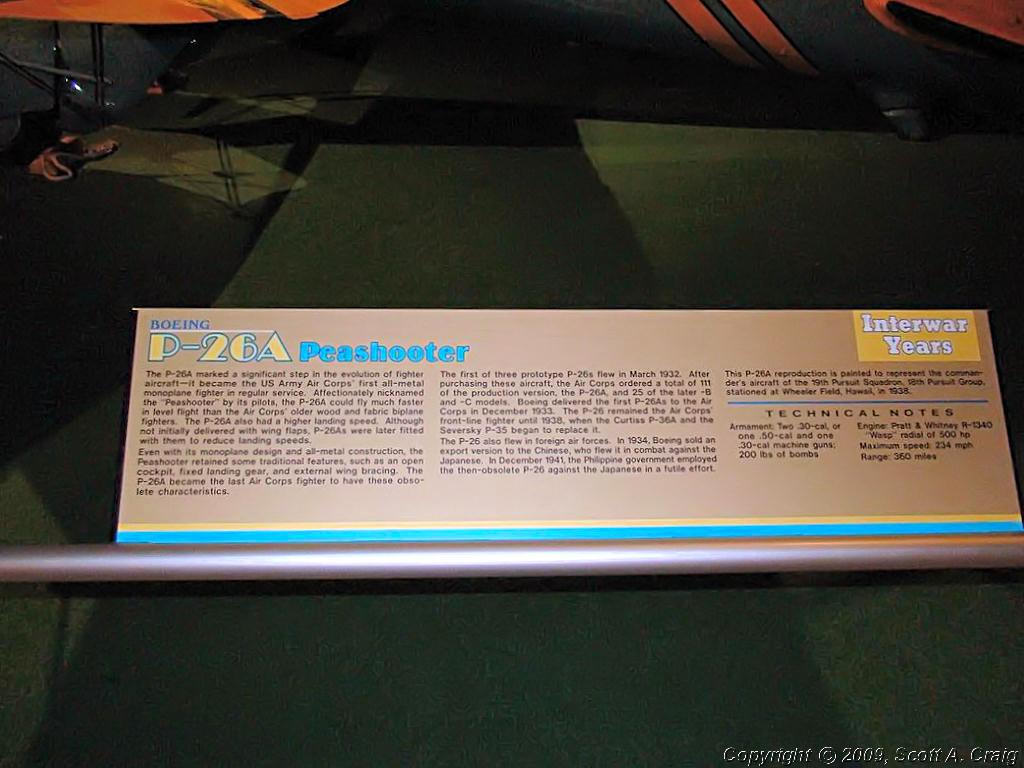 BOEING
P-26A Peashooter
The P-26A marked a significant step in the evolution of fighter
aircraft—it became the US Army Air Corps' first all-metal
monoplane fighter in regular service. Affectionately nicknamed
the "Peashooter" by its pilots, the P-26A could fly much faster
in level flight than the Air Corps' older wood and fabric biplane
fighters. The P-26A also had a higher landing speed. Although
not initially delivered with wing flaps, P-26As were later fitted
with them to reduce landing speeds.
Even with its monoplane design and all-metal construction, the
Peashooter retained some traditional features, such as an open
cockpit, fixed landing gear, and external wing bracing. The
P-26A became the last Air Corps fighter to have these obso-
lete characteristics.
The first of three prototype P-26s flew in March 1932. After
purchasing these aircraft, the Air Corps ordered a total of 111
of the production version, the P-26A, and 25 of the later -B
and -C models. Boeing delivered the first P-26As to the Air
Corps in December 1933. The P-26 remained the Air Corps'
front-line fighter until 1938, when the Curtiss P-36A and the
Seversky P-35 began to replace it.
The P-26 also flew in foreign air forces. In 1934, Boeing sold an
export version to the Chinese, who flew it in combat against the
Japanese. In December 1941, the Philippine government employed
the then-obsolete P-26 against the Japanese in a futile effort.
Interwar
Years
This P-26A reproduction is painted to represent the comman-
der's aircraft of the 19th Pursuit Squadron, 18th Pursuit Group,
stationed at Wheeler Field, Hawaii, in 1938.
TECHNICAL NOTES
Armament: Two .30-cal, or
one .50-cal and one
.30-cal machine guns;
200 lbs of bombs
Engine: Pratt & Whitney R-1340
"Wasp" radial of 500 hp
Maximum speed: 234 mph
Range: 360 miles
Copyright © 2009, Scott A. Craig